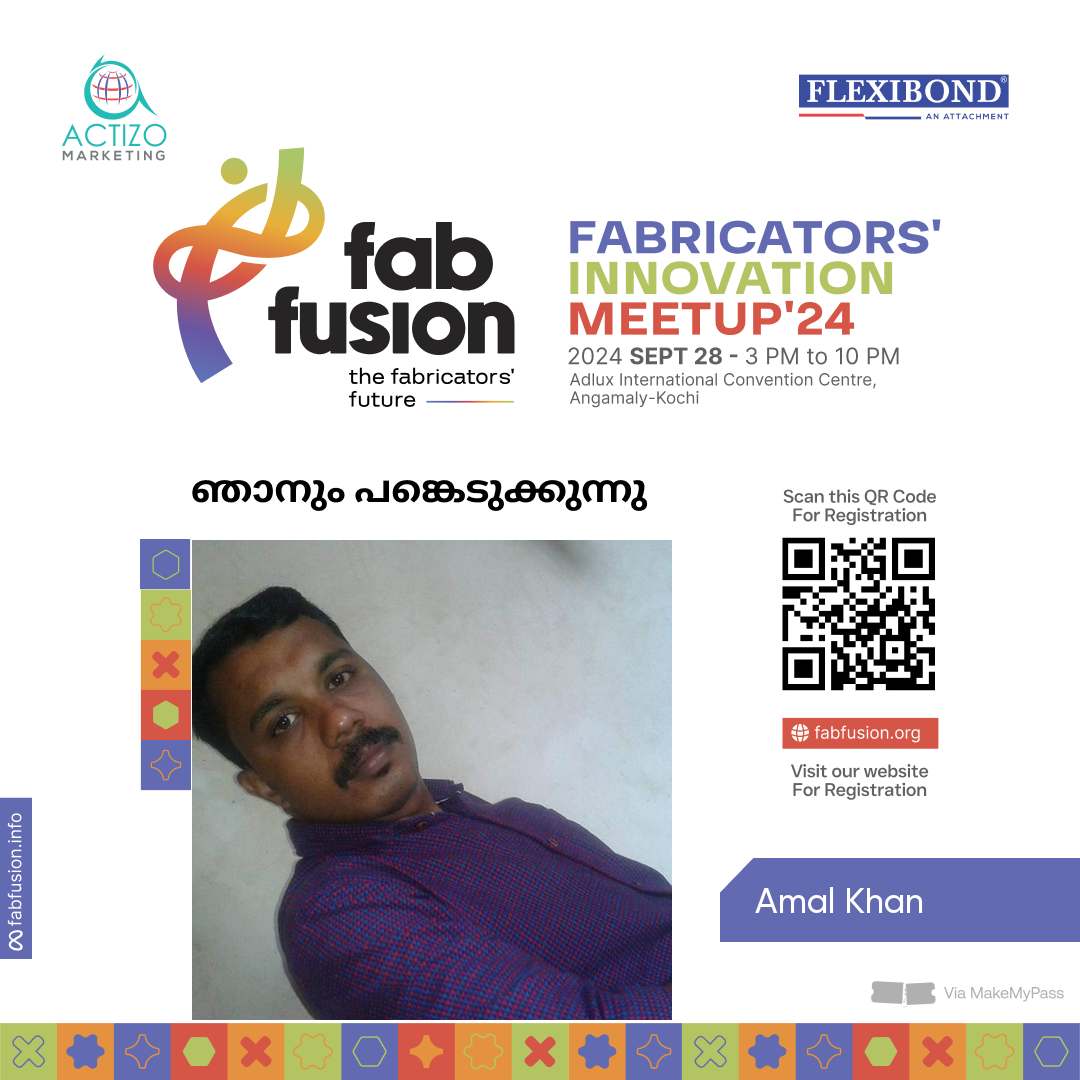 ACTIZO
MARKETING
FLEXIBOND®
AN ATTACHMENT
fab
fusion
the fabricators'
future
FABRICATORS'
INNOVATION
MEETUP'24
2024 SEPT 28 - 3 PM to 10 PM
Adlux International Convention Centre,
Angamaly-Kochi
ഞാനും പങ്കെടുക്കുന്നു
Scan this QR Code
For Registration
fabfusion.org
Visit our website
For Registration
fabfusion.info
Amal Khan
Via MakeMyPass